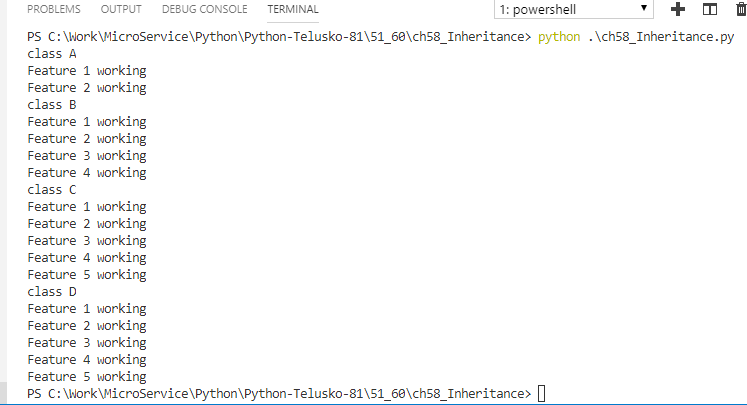 PROBLEMS OUTPUT DEBUG CONSOLE TERMINAL 1: powershell
PS C:\Work\MicroService\Python\Python-Telusko-81\51_60\ch58_Inheritance> python .\ch58_Inheritance.py
class A
Feature 1 working
Feature 2 working
class B
Feature 1 working
Feature 2 working
Feature 3 working
Feature 4 working
class C
Feature 1 working
Feature 2 working
Feature 3 working
Feature 4 working
Feature 5 working
class D
Feature 1 working
Feature 2 working
Feature 3 working
Feature 4 working
Feature 5 working
PS C:\Work\MicroService\Python\Python-Telusko-81\51_60\ch58_Inheritance>